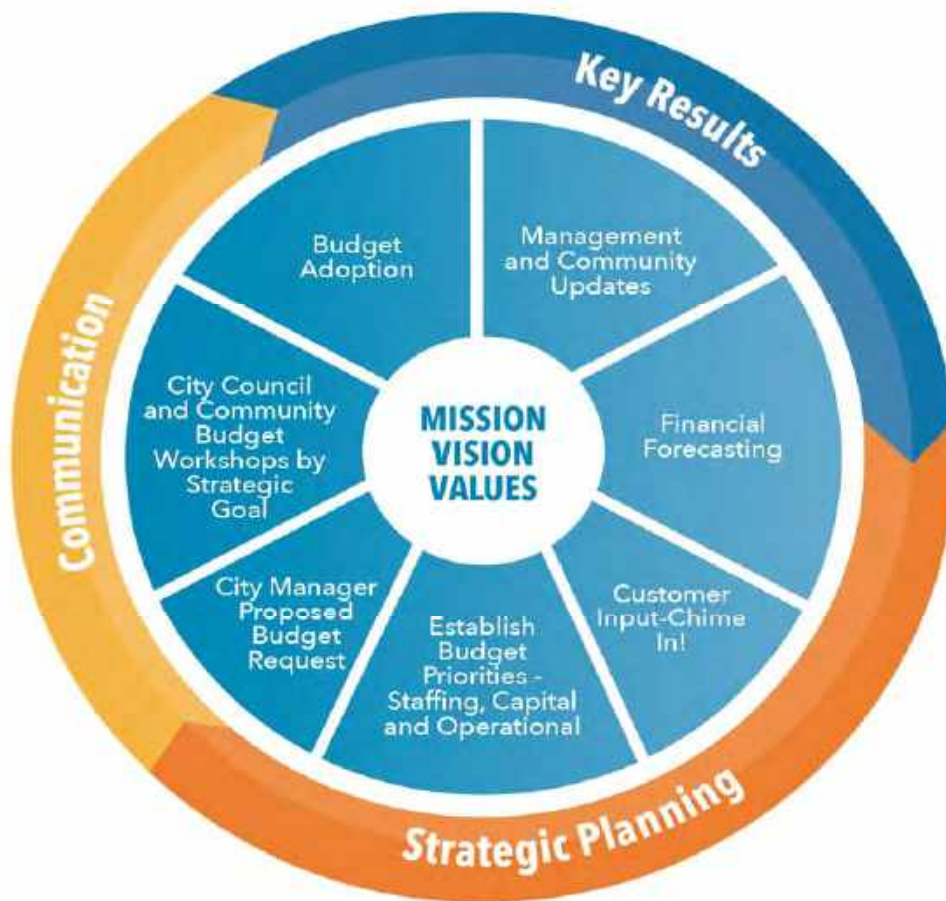 Key Results
Management
and Community
Updates
Financial
Forecasting
Customer
Input-Chime
In!
Establish
Budget
Priorities -
Staffing, Capital
and Operational
City Manager
Proposed
Budget
Request
City Council
and Community
Budget
Workshops by
Strategic
Goal
Budget
Adoption
MISSION
VISION
VALUES
Strategic Planning
Communication